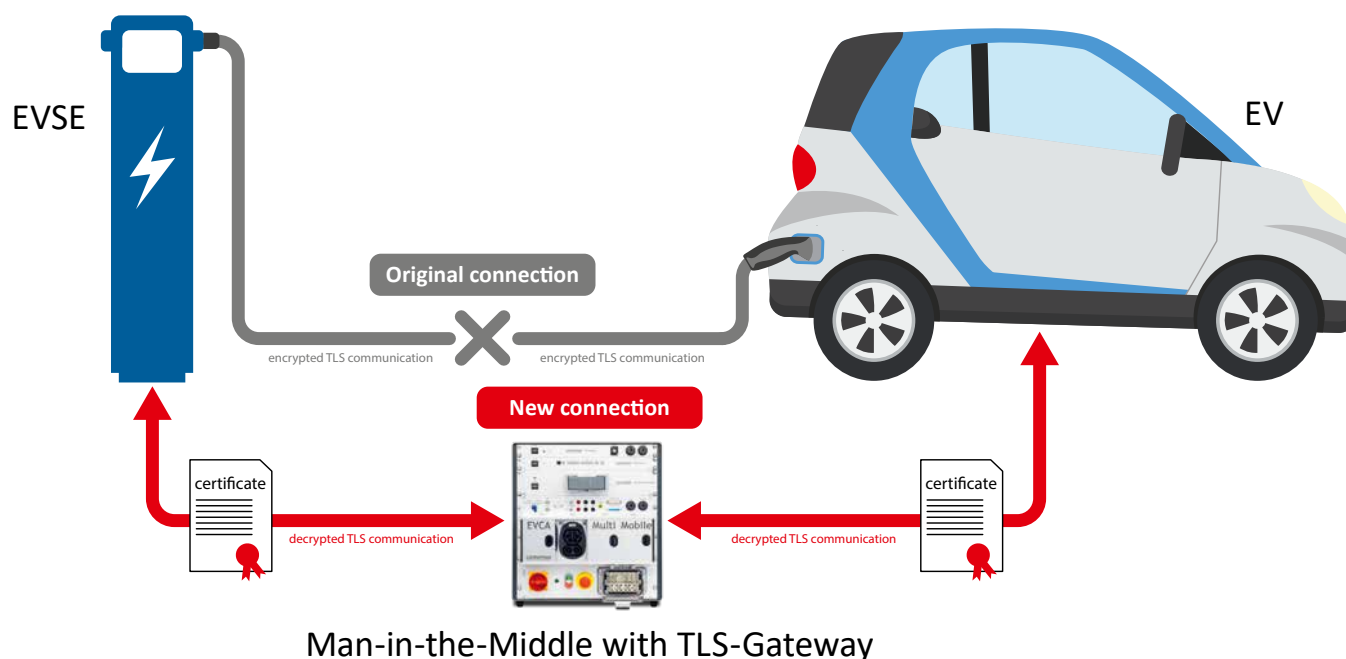 EVSE
EV
Original connection
encrypted TLS communication
encrypted TLS communication
New connection
certificate
certificate
EVCA
Multi Mobile
decrypted TLS communication
decrypted TLS communication
Man-in-the-Middle with TLS-Gateway